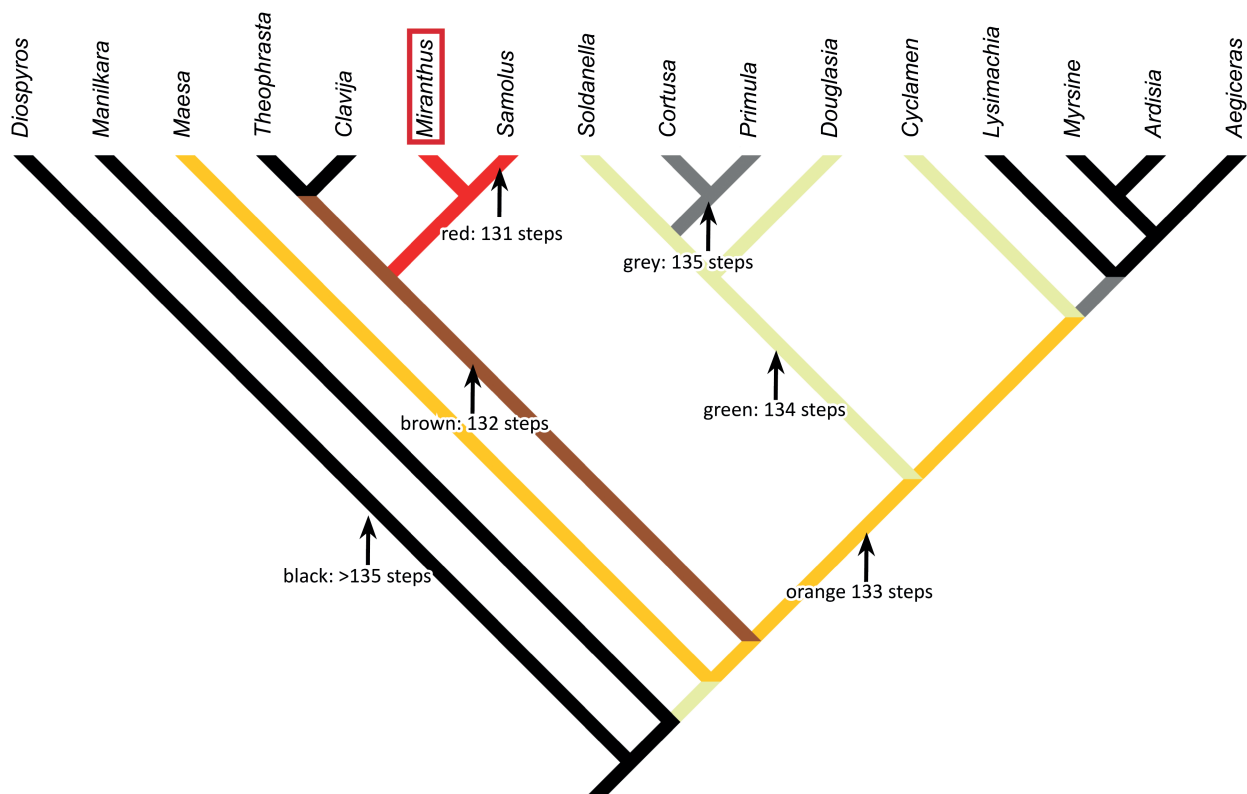 Diospyros
Manilkara
Maesa
Theophrasta
Clavija
Miranthus
Samolus
Soldanella
Cortusa
Primula
Douglasia
Cyclamen
Lysimachia
Myrsine
Ardisia
Aegiceras
red: 131 steps
grey: 135 steps
brown: 132 steps
green: 134 steps
black: >135 steps
orange 133 steps